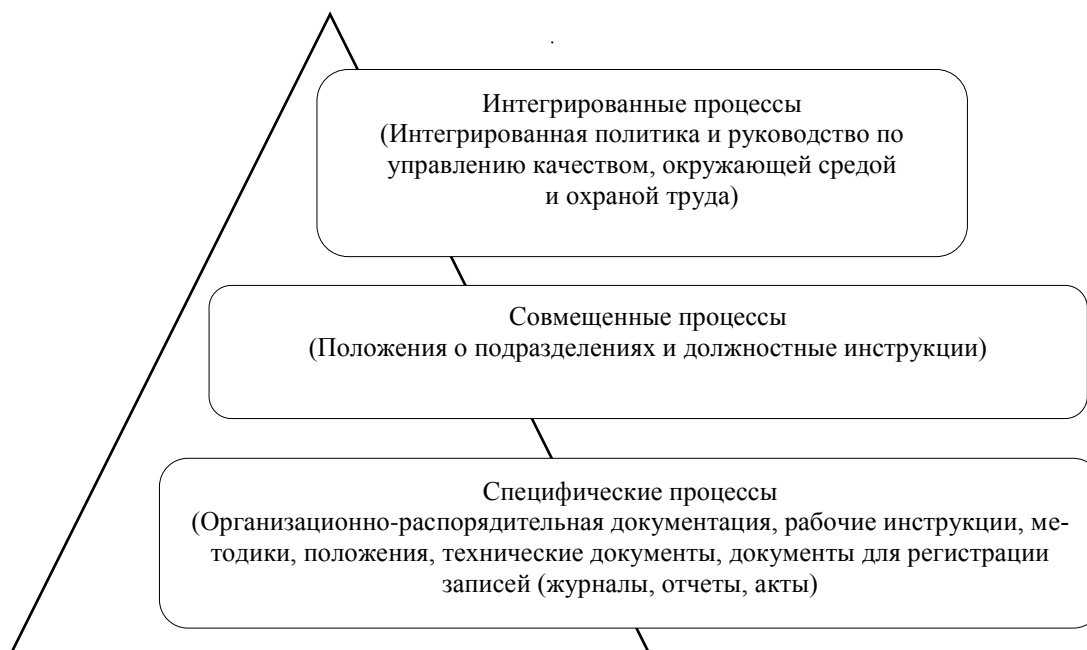 Интегрированные процессы
(Интегрированная политика и руководство по
управлению качеством, окружающей средой
и охраной труда)
Совмещенные процессы
(Положения о подразделениях и должностные инструкции)
Специфические процессы
(Организационно-распорядительная документация, рабочие инструкции, ме-
тодики, положения, технические документы, документы для регистрации
записей (журналы, отчеты, акты)